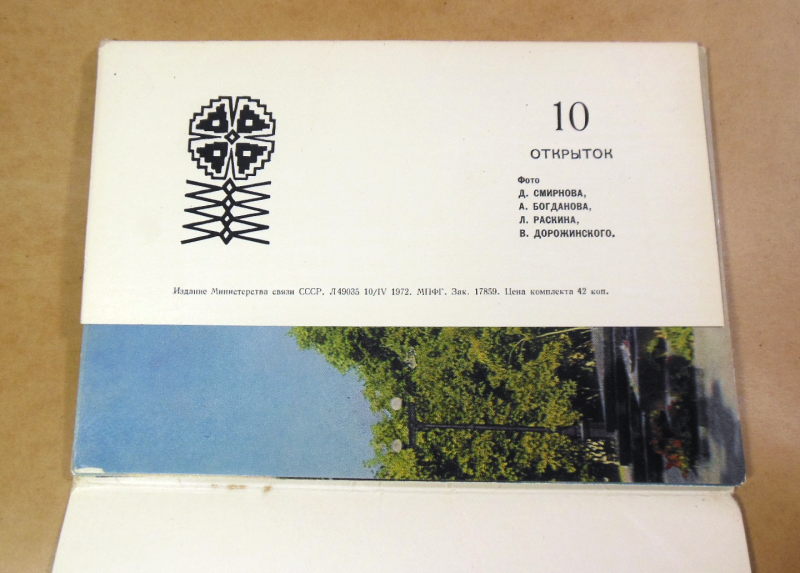 10
ОТКРЫТОК
Фото
Д. СМИРНОВА,
А. БОГДАНОВА,
Л. РАСКИНА,
В. ДОРОЖИНСКОГО.
Издание Министерства связи СССР. Л49035 10/IV 1972. МПФГ. Зак. 17859. Цена комплекта 42 коп.